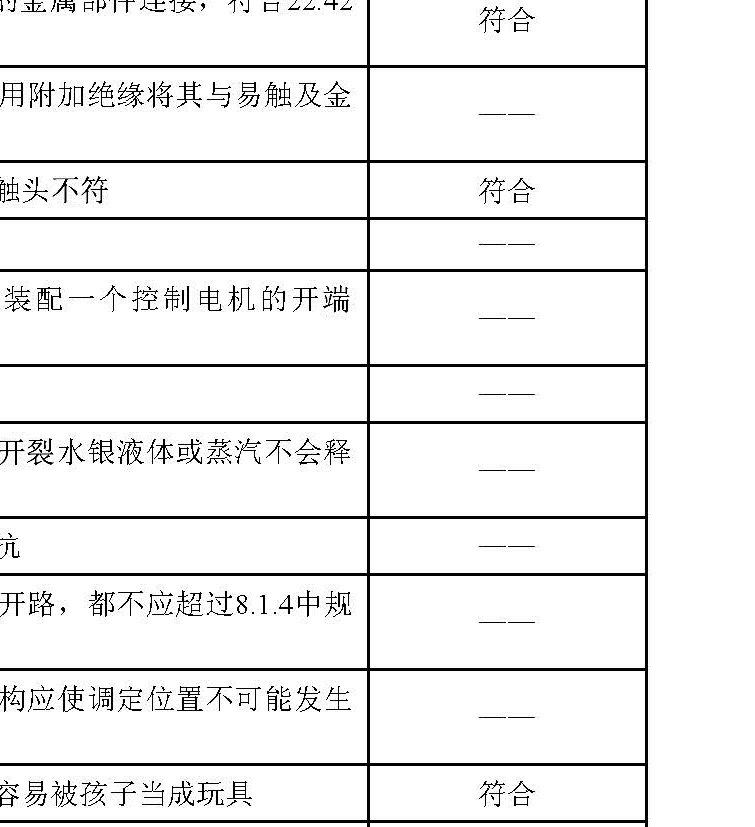 的金属部件连接，符合22.42
符合
用附加绝缘将其与易触及金
——
触头不符
符合
——
装配一个控制电机的开端
——
——
开裂水银液体或蒸汽不会释
——
抗
——
开路，都不应超过8.1.4中规
——
构应使调定位置不可能发生
——
容易被孩子当成玩具
符合